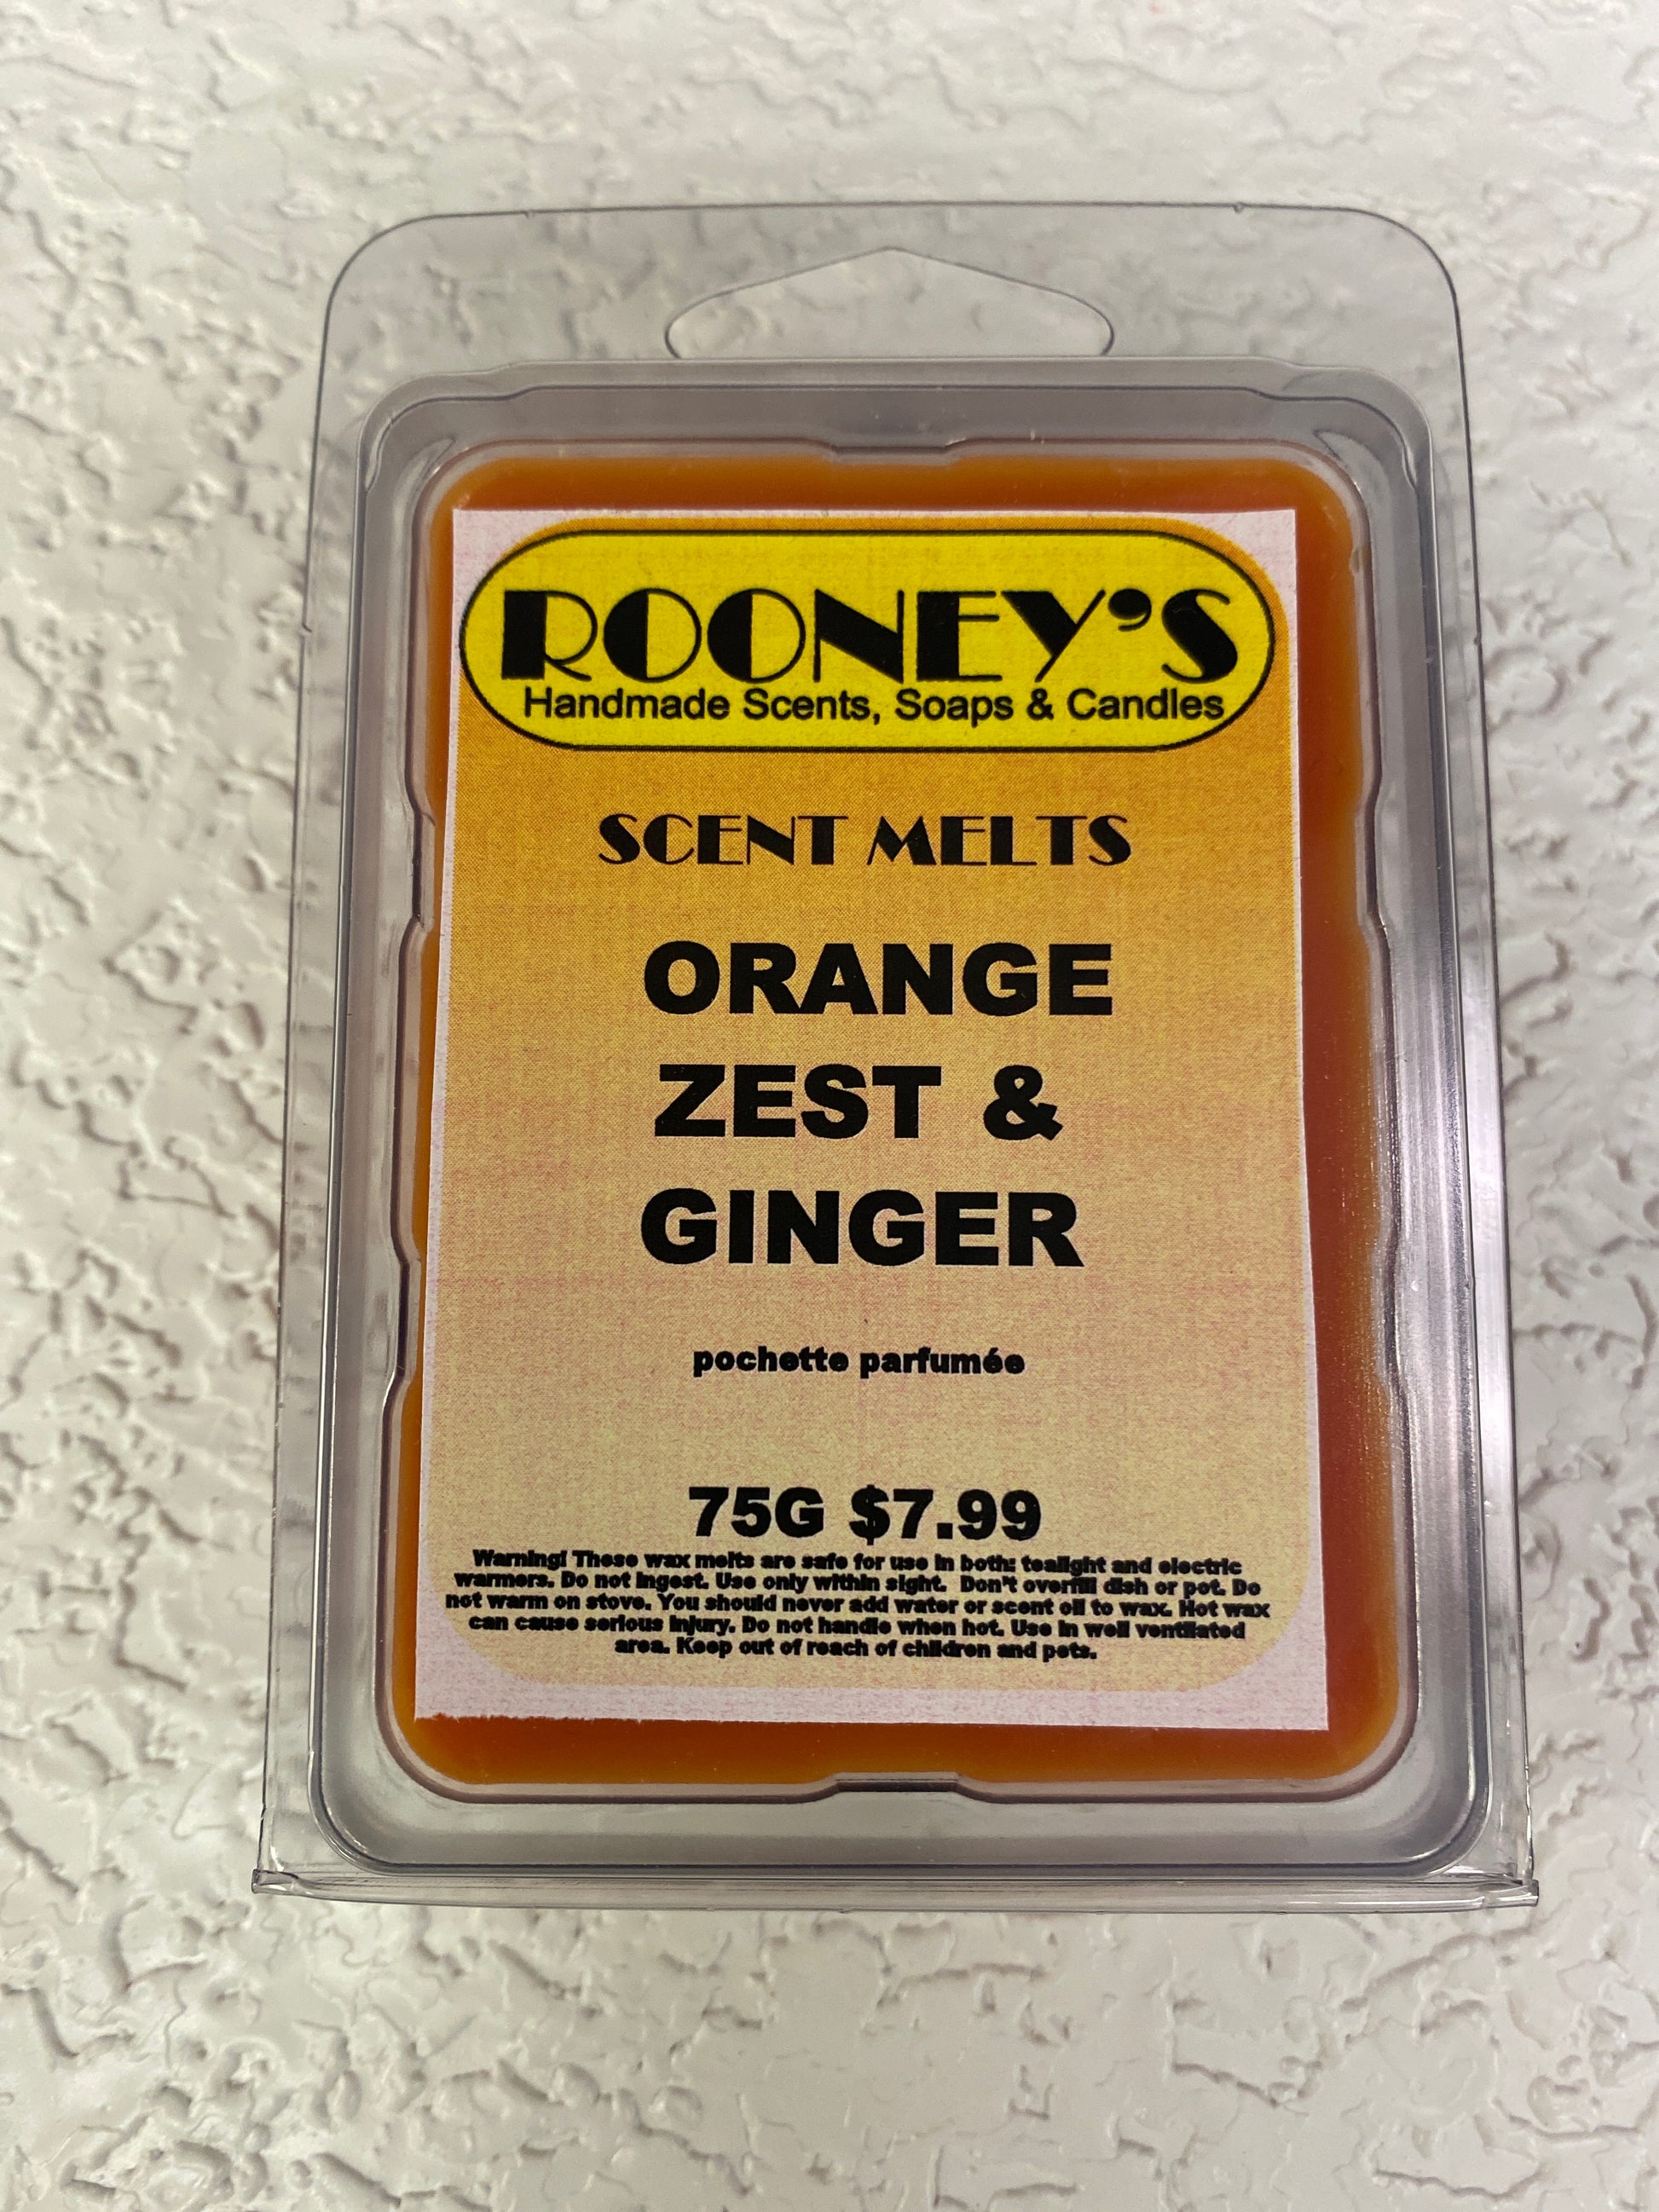 ROONEY'S
Handmade Scents, Soaps & Candles
SCENT MELTS
ORANGE
ZEST &
GINGER
pochette parfumée
75G $7.99
Warning! These wax melts are safe for use in both: tealight and electric
warmers. Do not ingest. Use only within sight. Don't overfill dish or pot. Do
not warm on stove. You should never add water or scent oil to wax. Hot wax
can cause serious injury. Do not handle when hot. Use in well ventilated
area. Keep out of reach of children and pets.